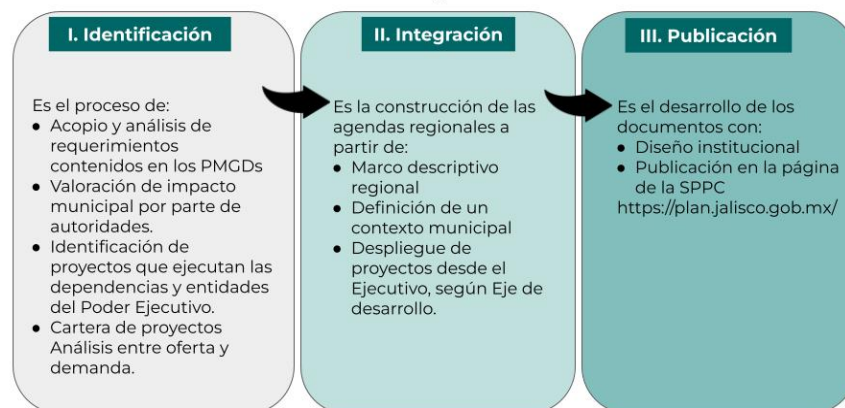 I. Identificación
Es el proceso de:
● Acopio y análisis de
requerimientos
contenidos en los PMGDs
● Valoración de impacto
municipal por parte de
autoridades.
● Identificación de
proyectos que ejecutan las
dependencias y entidades
del Poder Ejecutivo.
● Cartera de proyectos
Análisis entre oferta y
demanda.
II. Integración
Es la construcción de las
agendas regionales a
partir de:
● Marco descriptivo
regional
● Definición de un
contexto municipal
● Despliegue de
proyectos desde el
Ejecutivo, según Eje de
desarrollo.
III. Publicación
Es el desarrollo de los
documentos con:
● Diseño institucional
● Publicación en la página
de la SPPC
https://plan.jalisco.gob.mx/